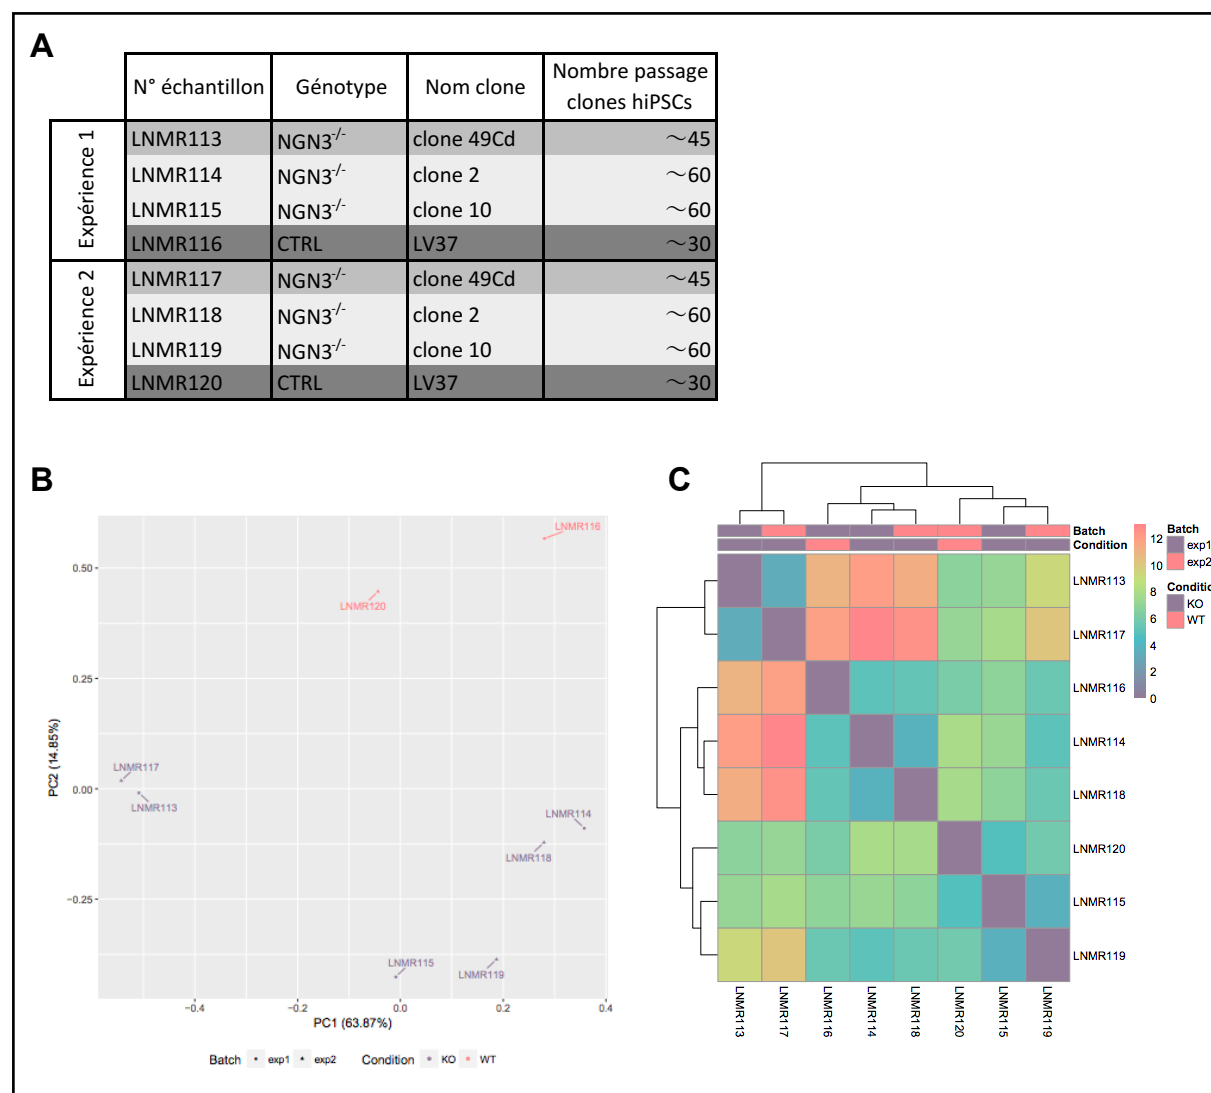 A
N° échantillon Génotype Nom clone Nombre passage clones hiPSCs
Expérience 1
LNMR113 NGN3-/- clone 49Cd ~45
LNMR114 NGN3-/- clone 2 ~60
LNMR115 NGN3-/- clone 10 ~60
LNMR116 CTRL LV37 ~30
Expérience 2
LNMR117 NGN3-/- clone 49Cd ~45
LNMR118 NGN3-/- clone 2 ~60
LNMR119 NGN3-/- clone 10 ~60
LNMR120 CTRL LV37 ~30
B
LNMR116
LNMR120
LNMR117
LNMR113
LNMR114
LNMR118
LNMR115
LNMR119
0.50
0.25
0.00
−0.25
PC2 (14.85%)
−0.4 −0.2 0.0 0.2 0.4
PC1 (63.87%)
Batch exp1 exp2 Condition KO WT
C
Batch
Condition
12
10
8
6
4
2
0
Batch
exp1
exp2
Conditio
KO
WT
LNMR113
LNMR117
LNMR116
LNMR114
LNMR118
LNMR120
LNMR115
LNMR119
LNMR113 LNMR117 LNMR116 LNMR114 LNMR118 LNMR120 LNMR115 LNMR119